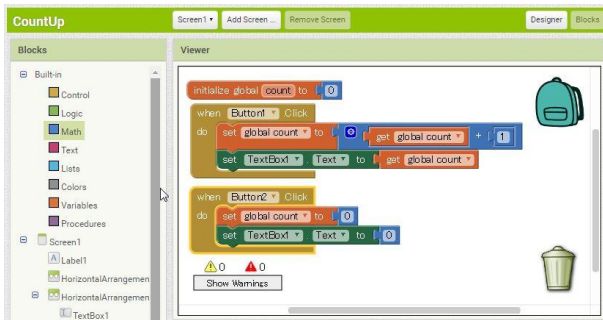 CountUp
Screen1 Add Screen ... Remove Screen
Designer Blocks
Blocks
Viewer
Built-in
Control
Logic
Math
Text
Lists
Colors
Variables
Procedures
Screen1
Label1
HorizontalArrangemen
HorizontalArrangemen
TextBox1
initialize global count to 0
when Button1 Click
do set global count to get global count + 1
set TextBox1 . Text to get global count
when Button2 Click
do set global count to 0
set TextBox1 . Text to 0
0 0
Show Warnings